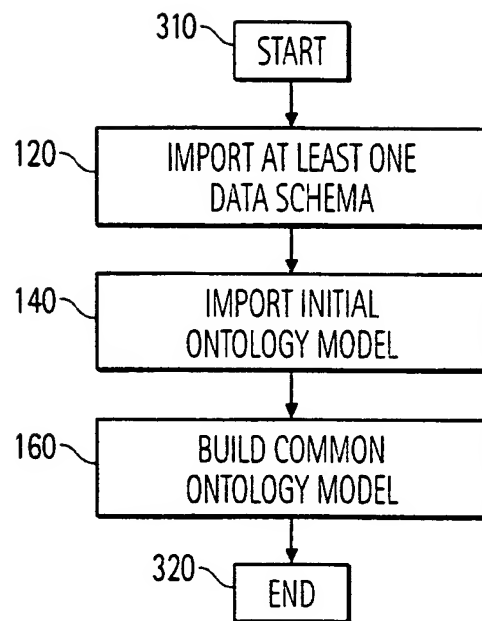 310
START
120
IMPORT AT LEAST ONE
DATA SCHEMA
140
IMPORT INITIAL
ONTOLOGY MODEL
160
BUILD COMMON
ONTOLOGY MODEL
320
END